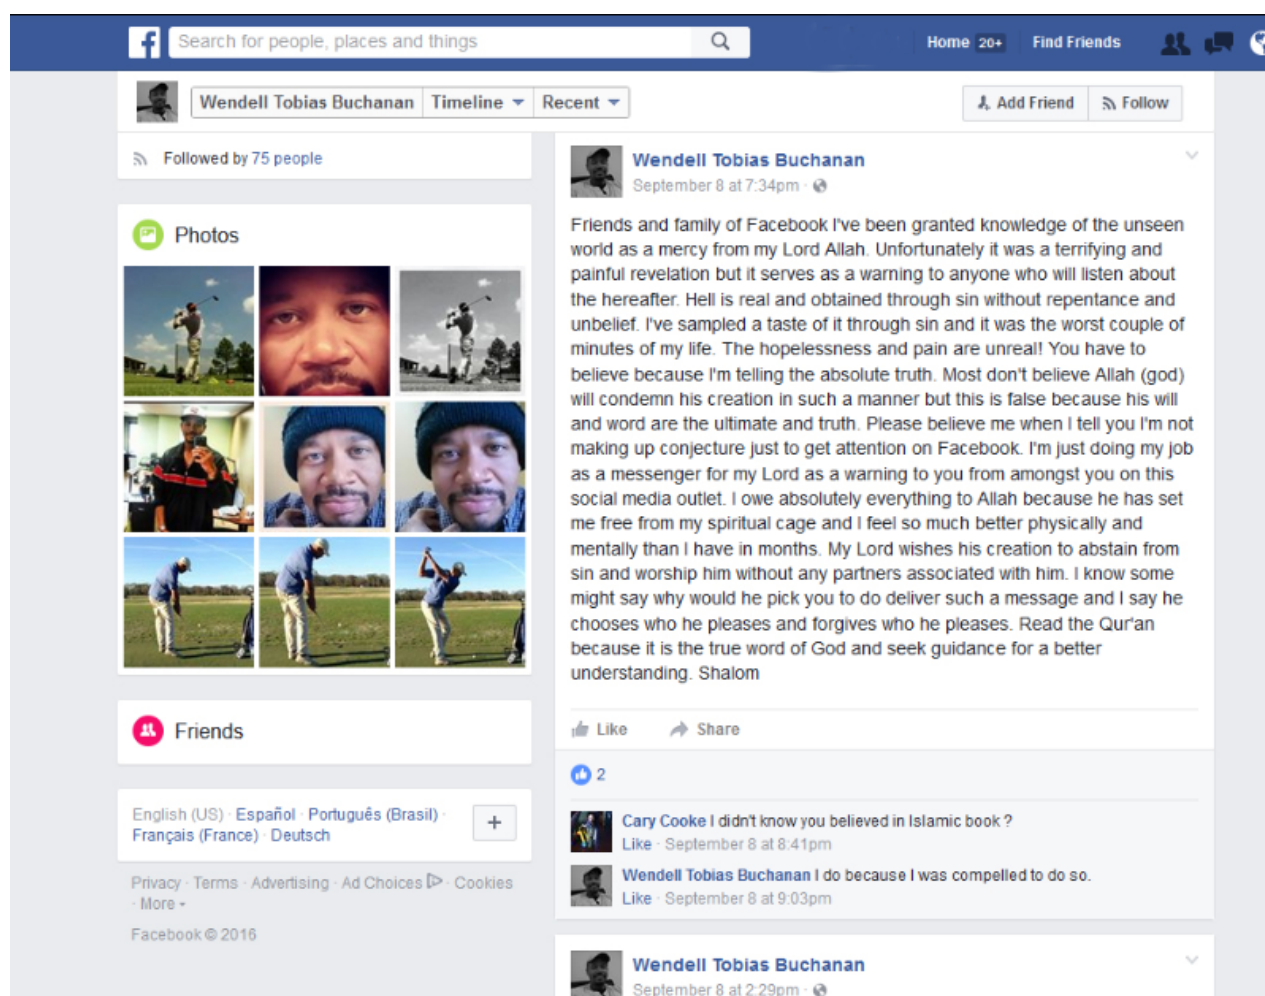 f
Search for people, places and things
Home 20+
Find Friends
Wendell Tobias Buchanan
Timeline
Recent
Add Friend
Follow
Followed by 75 people
Photos
Friends
English (US) · Español · Português (Brasil) ·
Français (France) · Deutsch
+
Privacy · Terms · Advertising · Ad Choices · Cookies
· More
Facebook © 2016
Wendell Tobias Buchanan
September 8 at 7:34pm ·
Friends and family of Facebook I've been granted knowledge of the unseen
world as a mercy from my Lord Allah. Unfortunately it was a terrifying and
painful revelation but it serves as a warning to anyone who will listen about
the hereafter. Hell is real and obtained through sin without repentance and
unbelief. I've sampled a taste of it through sin and it was the worst couple of
minutes of my life. The hopelessness and pain are unreal! You have to
believe because I'm telling the absolute truth. Most don't believe Allah (god)
will condemn his creation in such a manner but this is false because his will
and word are the ultimate and truth. Please believe me when I tell you I'm not
making up conjecture just to get attention on Facebook. I'm just doing my job
as a messenger for my Lord as a warning to you from amongst you on this
social media outlet. I owe absolutely everything to Allah because he has set
me free from my spiritual cage and I feel so much better physically and
mentally than I have in months. My Lord wishes his creation to abstain from
sin and worship him without any partners associated with him. I know some
might say why would he pick you to do deliver such a message and I say he
chooses who he pleases and forgives who he pleases. Read the Qur'an
because it is the true word of God and seek guidance for a better
understanding. Shalom
Like
Share
2
Cary Cooke I didn't know you believed in Islamic book ?
Like · September 8 at 8:41pm
Wendell Tobias Buchanan I do because I was compelled to do so.
Like · September 8 at 9:03pm
Wendell Tobias Buchanan
September 8 at 2:29pm ·